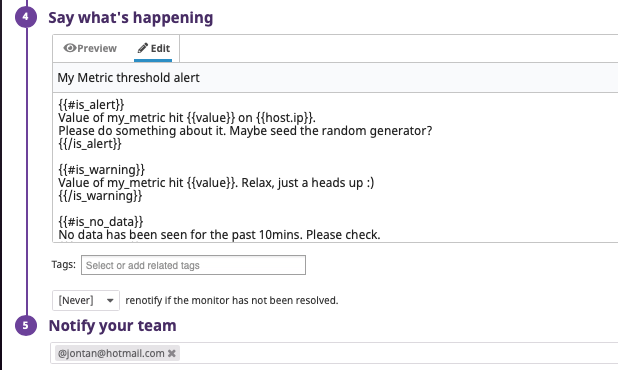 4 Say what's happening
Preview Edit
My Metric threshold alert
{{#is_alert}}
Value of my_metric hit {{value}} on {{host.ip}}.
Please do something about it. Maybe seed the random generator?
{{/is_alert}}
{{#is_warning}}
Value of my_metric hit {{value}}. Relax, just a heads up :)
{{/is_warning}}
{{#is_no_data}}
No data has been seen for the past 10mins. Please check.
Tags: Select or add related tags
[Never] renotify if the monitor has not been resolved.
5 Notify your team
@jontan@hotmail.com ✖